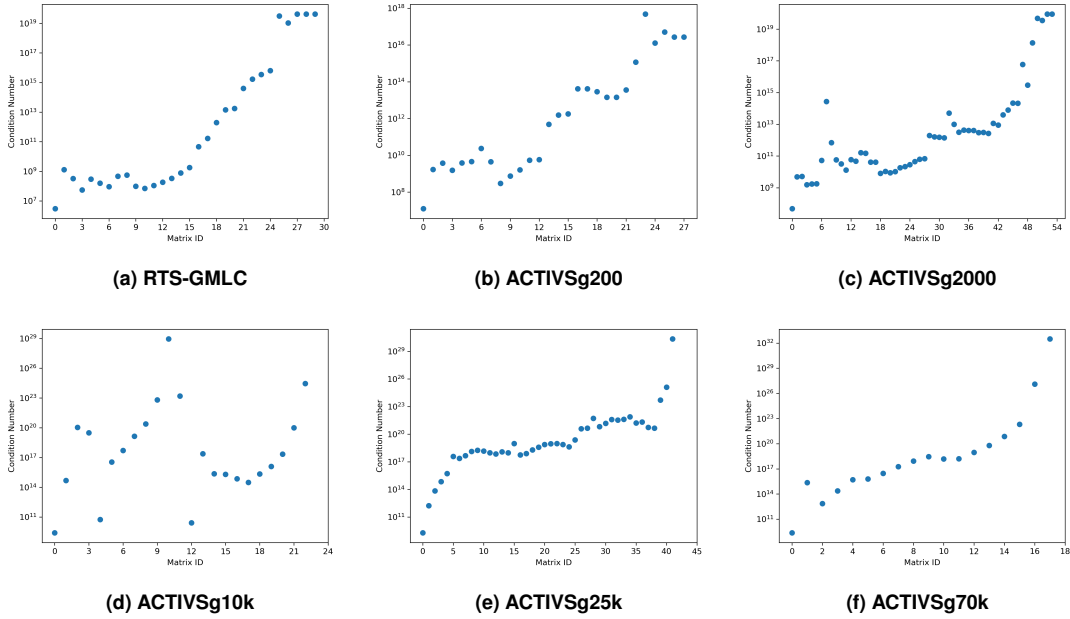 10^19
10^17
10^15
10^13
10^11
10^9
10^7
Condition Number
0 3 6 9 12 15 18 21 24 27 30
Matrix ID
(a) RTS-GMLC
10^18
10^16
10^14
10^12
10^10
10^8
Condition Number
0 3 6 9 12 15 18 21 24 27
Matrix ID
(b) ACTIVSg200
10^19
10^17
10^15
10^13
10^11
10^9
Condition Number
0 6 12 18 24 30 36 42 48 54
Matrix ID
(c) ACTIVSg2000
10^29
10^26
10^23
10^20
10^17
10^14
10^11
Condition Number
0 3 6 9 12 15 18 21 24
Matrix ID
(d) ACTIVSg10k
10^29
10^26
10^23
10^20
10^17
10^14
10^11
Condition Number
0 5 10 15 20 25 30 35 40 45
Matrix ID
(e) ACTIVSg25k
10^32
10^29
10^26
10^23
10^20
10^17
10^14
10^11
Condition Number
0 2 4 6 8 10 12 14 16 18
Matrix ID
(f) ACTIVSg70k